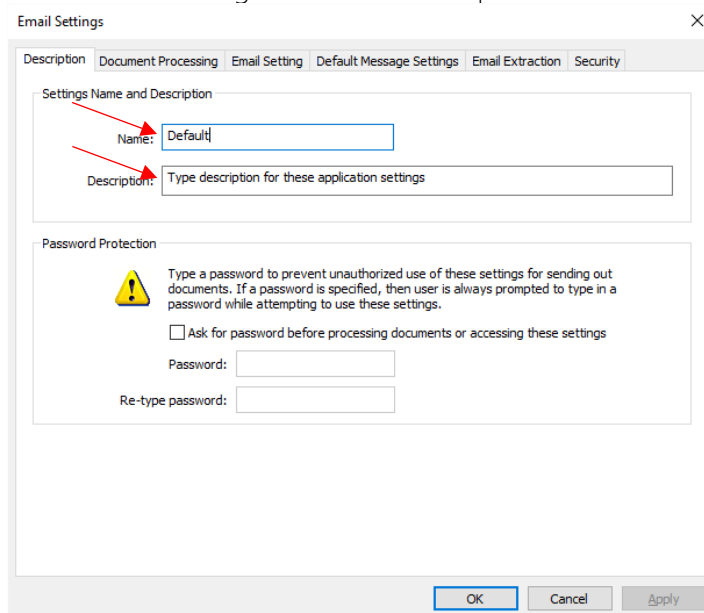 Email Settings
Description Document Processing Email Setting Default Message Settings Email Extraction Security
Settings Name and Description
Name: Default
Description: Type description for these application settings
Password Protection
Type a password to prevent unauthorized use of these settings for sending out
documents. If a password is specified, then user is always prompted to type in a
password while attempting to use these settings.
Ask for password before processing documents or accessing these settings
Password:
Re-type password:
OK Cancel Apply